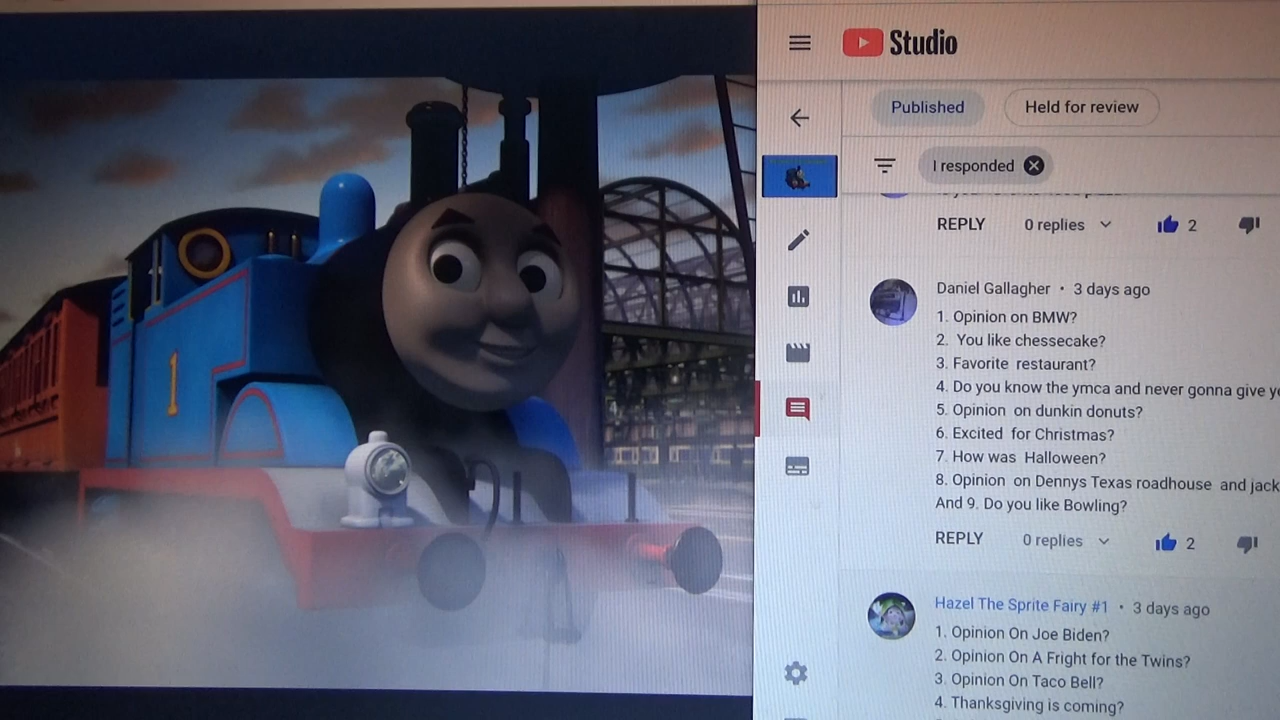 1
Studio
Published
Held for review
I responded
REPLY 0 replies 2
Daniel Gallagher • 3 days ago
1. Opinion on BMW?
2. You like chessecake?
3. Favorite restaurant?
4. Do you know the ymca and never gonna give
5. Opinion on dunkin donuts?
6. Excited for Christmas?
7. How was Halloween?
8. Opinion on Dennys Texas roadhouse and jack
And 9. Do you like Bowling?
REPLY 0 replies 2
Hazel The Sprite Fairy #1 • 3 days ago
1. Opinion On Joe Biden?
2. Opinion On A Fright for the Twins?
3. Opinion On Taco Bell?
4. Thanksgiving is coming?